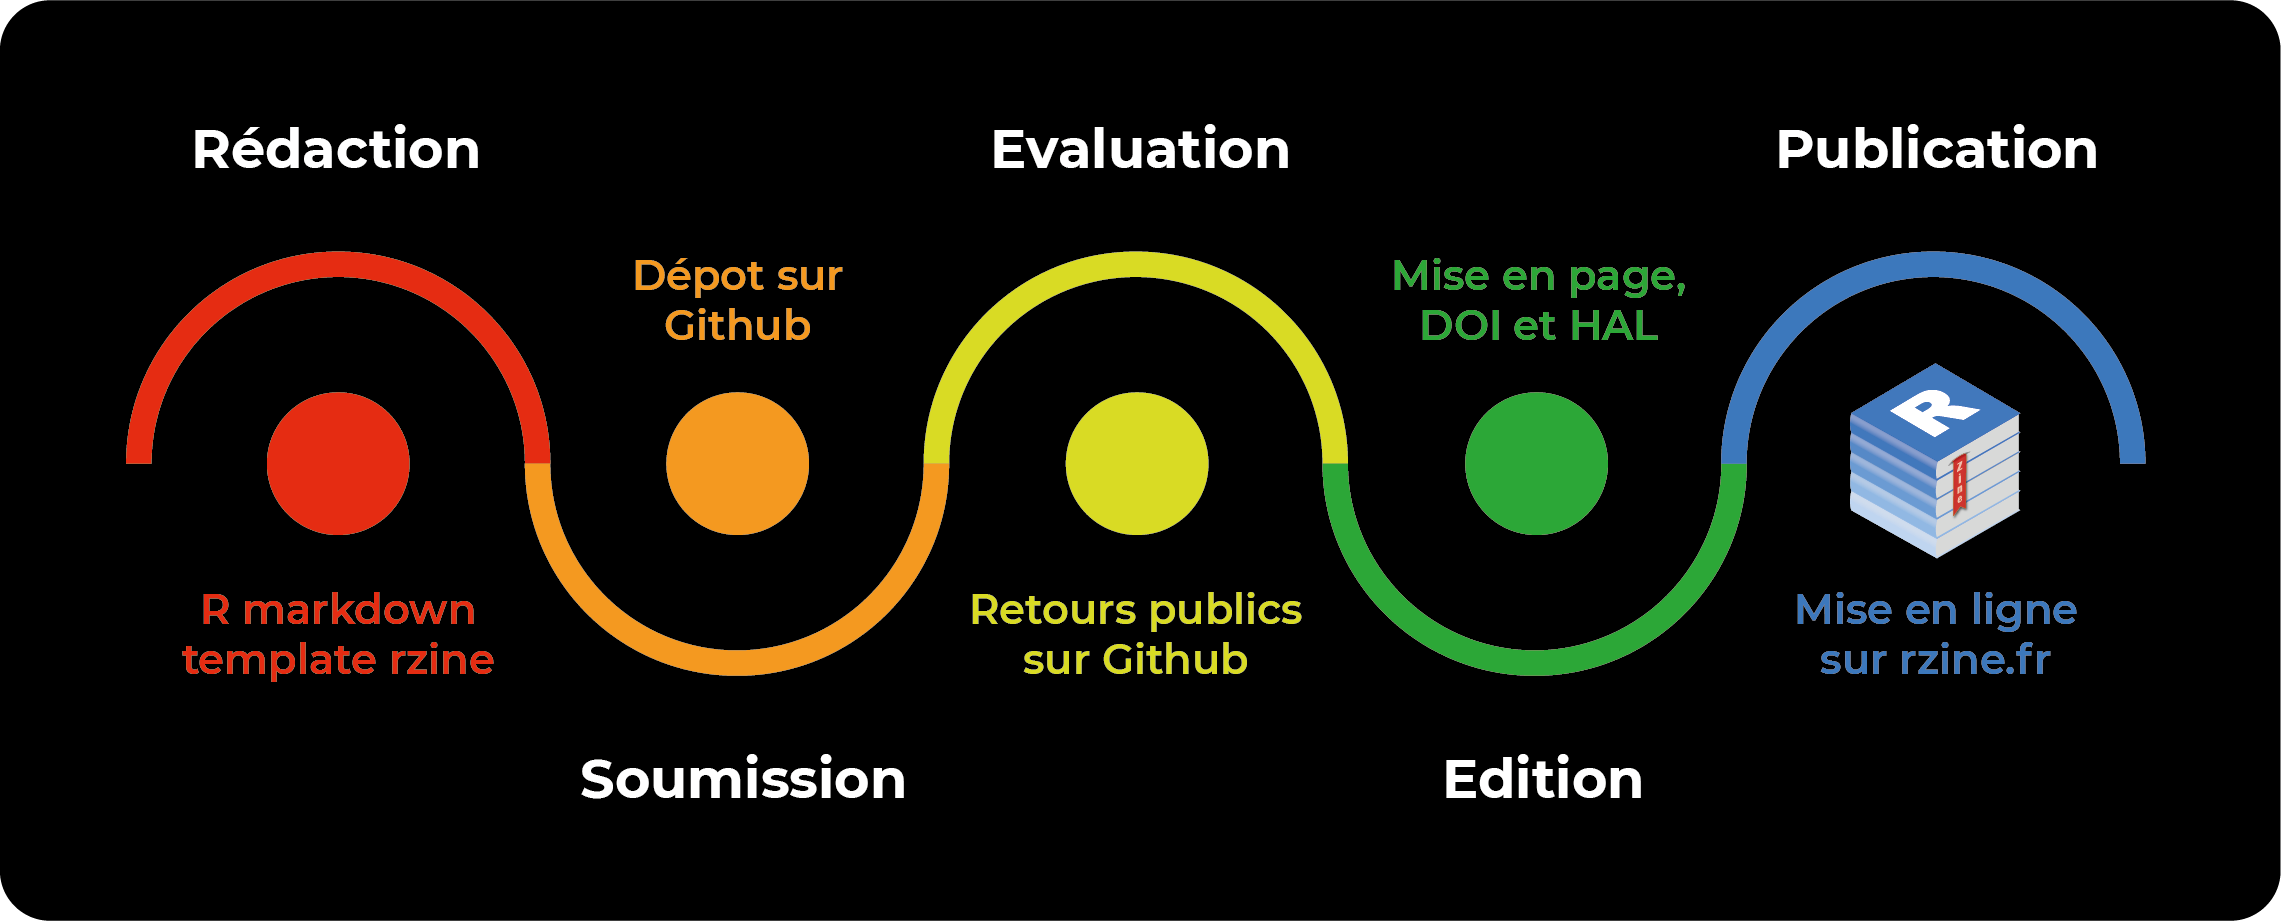 Rédaction
R markdown
template rzine
Dépot sur
Github
Soumission
Evaluation
Retours publics
sur Github
Mise en page,
DOI et HAL
Edition
Publication
R
zine
Mise en ligne
sur rzine.fr